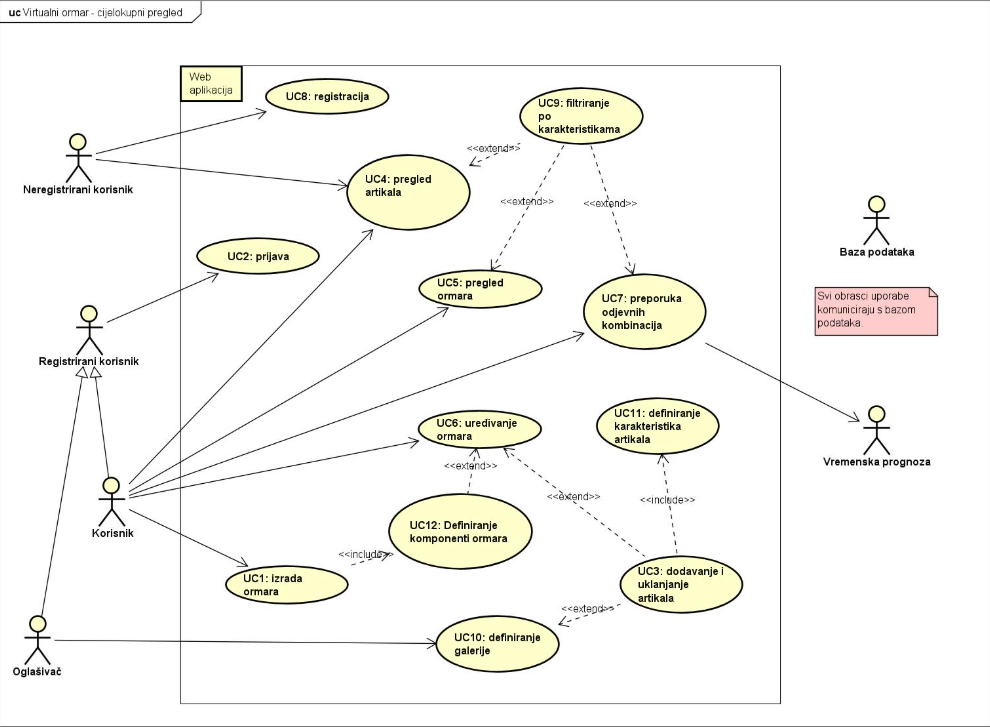 uc Virtualni ormar - cijelokupni pregled
Web
aplikacija
UC8: registracija
UC9: filtriranje
po
karakteristikama
<<extend>>
Neregistrirani korisnik
UC4: pregled
artikala
<<extend>>
<<extend>>
Baza podataka
UC2: prijava
UC5: pregled
ormara
UC7: preporuka
odjevnih
kombinacija
Svi obrasci uporabe
komuniciraju s bazom
podataka.
Registrirani korisnik
UC6: uređivanje
ormara
UC11: definiranje
karakteristika
artikala
Vremenska prognoza
<<extend>>
<<extend>>
<<include>>
Korisnik
UC12: Definiranje
komponenti ormara
<<include>>
UC1: izrada
ormara
UC3: dodavanje i
uklanjanje
artikala
<<extend>>
UC10: definiranje
galerije
Oglašivač